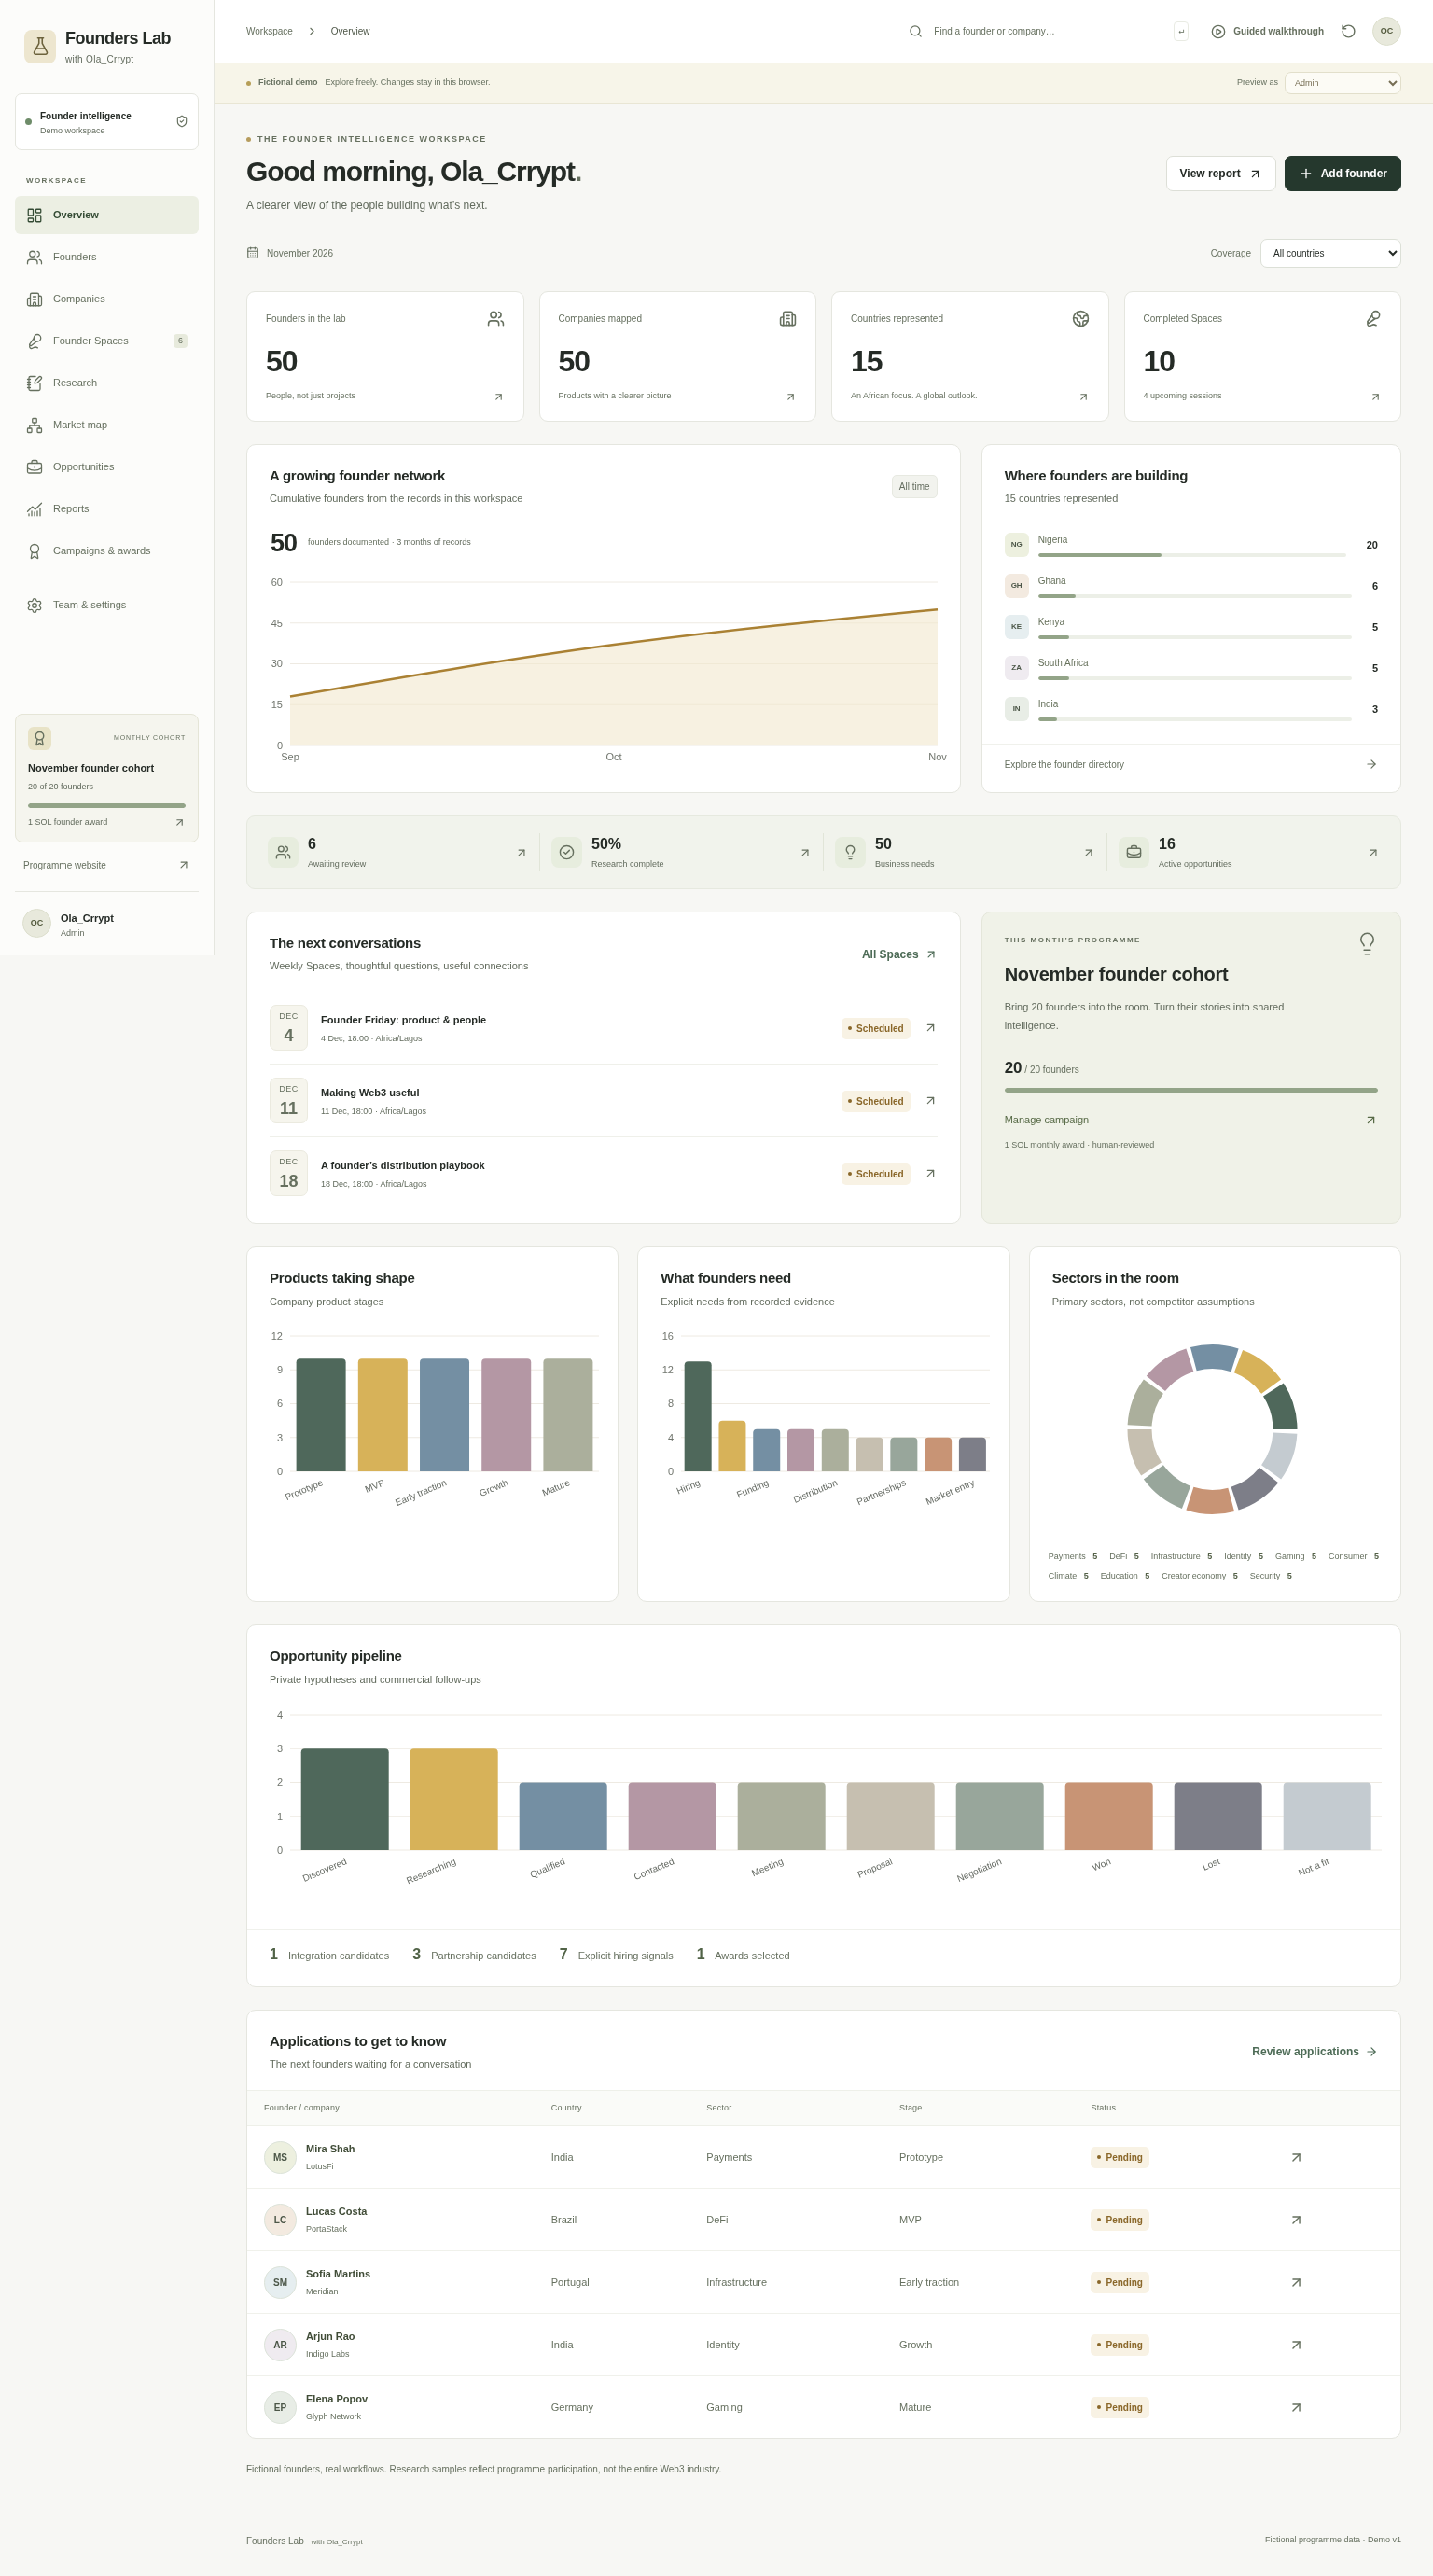 Founders Lab
with Ola_Crrypt
Founder intelligence
Demo workspace
WORKSPACE
Overview
Founders
Companies
Founder Spaces 6
Research
Market map
Opportunities
Reports
Campaigns & awards
Team & settings
MONTHLY COHORT
November founder cohort
20 of 20 founders
1 SOL founder award
Programme website
OC Ola_Crrypt
Admin
Workspace Overview
Find a founder or company…
Guided walkthrough
OC
Fictional demo Explore freely. Changes stay in this browser.
Preview as Admin
THE FOUNDER INTELLIGENCE WORKSPACE
Good morning, Ola_Crrypt.
A clearer view of the people building what’s next.
View report
Add founder
November 2026
Coverage All countries
Founders in the lab
50
People, not just projects
Companies mapped
50
Products with a clearer picture
Countries represented
15
An African focus. A global outlook.
Completed Spaces
10
4 upcoming sessions
A growing founder network
Cumulative founders from the records in this workspace
All time
50 founders documented · 3 months of records
60
45
30
15
0
Sep Oct Nov
Where founders are building
15 countries represented
NG Nigeria 20
GH Ghana 6
KE Kenya 5
ZA South Africa 5
IN India 3
Explore the founder directory
6
Awaiting review
50%
Research complete
50
Business needs
16
Active opportunities
The next conversations
Weekly Spaces, thoughtful questions, useful connections
All Spaces
DEC 4
Founder Friday: product & people
4 Dec, 18:00 · Africa/Lagos
Scheduled
DEC 11
Making Web3 useful
11 Dec, 18:00 · Africa/Lagos
Scheduled
DEC 18
A founder’s distribution playbook
18 Dec, 18:00 · Africa/Lagos
Scheduled
THIS MONTH’S PROGRAMME
November founder cohort
Bring 20 founders into the room. Turn their stories into shared
intelligence.
20 / 20 founders
Manage campaign
1 SOL monthly award · human-reviewed
Products taking shape
Company product stages
12
9
6
3
0
Prototype MVP Early traction Growth Mature
What founders need
Explicit needs from recorded evidence
16
12
8
4
0
Hiring Funding Distribution Partnerships Market entry
Sectors in the room
Primary sectors, not competitor assumptions
Payments 5 DeFi 5 Infrastructure 5 Identity 5 Gaming 5 Consumer 5
Climate 5 Education 5 Creator economy 5 Security 5
Opportunity pipeline
Private hypotheses and commercial follow-ups
4
3
2
1
0
Discovered Researching Qualified Contacted Meeting Proposal Negotiation Won Lost Not a fit
1 Integration candidates 3 Partnership candidates 7 Explicit hiring signals 1 Awards selected
Applications to get to know
The next founders waiting for a conversation
Review applications
Founder / company Country Sector Stage Status
MS Mira Shah
LotusFi
India Payments Prototype Pending
LC Lucas Costa
PortaStack
Brazil DeFi MVP Pending
SM Sofia Martins
Meridian
Portugal Infrastructure Early traction Pending
AR Arjun Rao
Indigo Labs
India Identity Growth Pending
EP Elena Popov
Glyph Network
Germany Gaming Mature Pending
Fictional founders, real workflows. Research samples reflect programme participation, not the entire Web3 industry.
Founders Lab with Ola_Crrypt
Fictional programme data · Demo v1